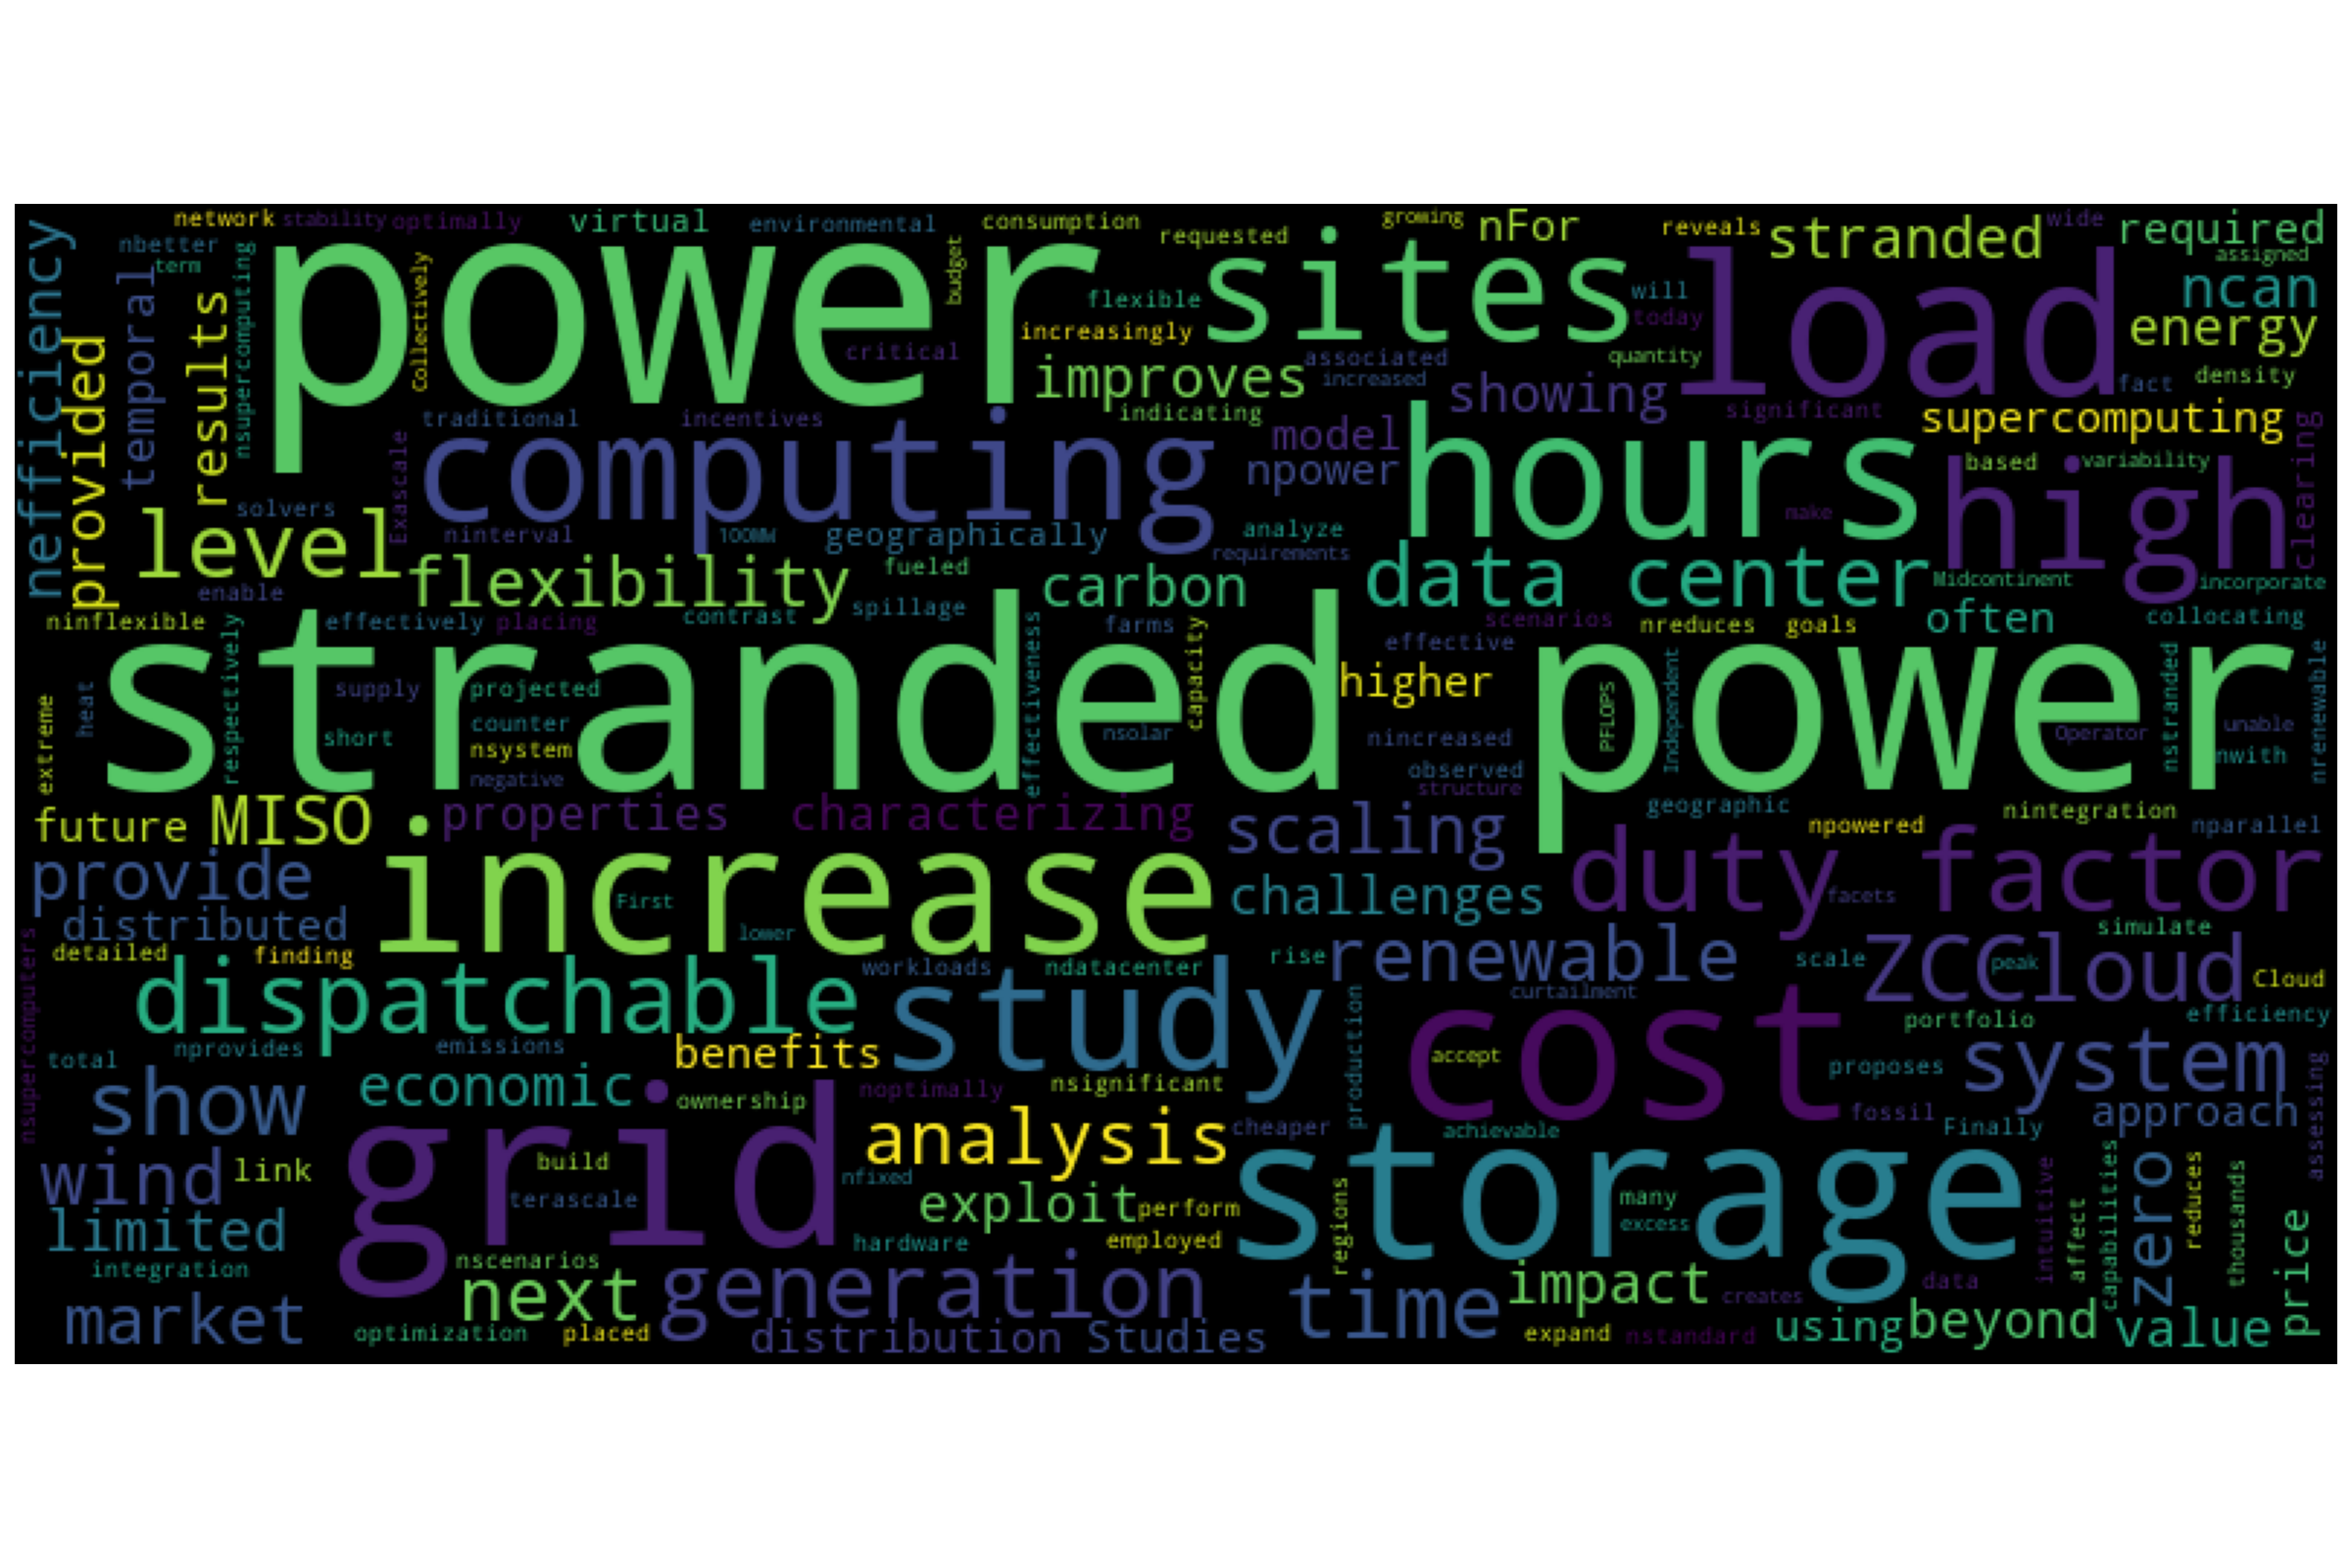 network stability optimally virtual environmental consumption growing nFor reveals stranded wide required
nbetter term requested assigned
nefficiency provided temporal results nsupercomputing power Collectively budget sites load ncan
flexible will increasingly today energy
critical improves associated quantity increased showing fact density
traditional incentives indicating significant supercomputing
computing model npower hours based variability high clearing
solvers Exascale ninterval 100MW geographically analyze requirements make
level flexibility fueled carbon data center Midcontinent incorporate
enable
ninflexible effectively placing contrast spillage farms scenarios nreduces goals often collocating
respectively effectiveness capacity effective
stranded power
heat supply projected higher PFLOPS Independent nstranded nrenewable
extreme short counter nsystem nsolar nincreased Operator unable nwith
negative observed structure
future MISO properties characterizing geographic npowered nintegration nparallel
scaling
provide increase First challenges duty factor facets
distributed lower simulate
nsupercomputers detailed finding workloads ndatacenter rise renewable scale ZCCloud peak Cloud
dispatchable study curtailment
nprovides emissions production portfolio efficiency
total benefits cost accept system
economic ownership noptimally nsignificant proposes
show fossil approach assessing
grid analysis cheaper achievable Finally
wind link build storage
terascale nfixed exploit perform regions many excess intuitive affect capabilities zero reduces thousands price
limited hardware employed
integration nscenarios
next generation time impact creates data
market optimization placed distribution Studies expand nstandard using beyond value